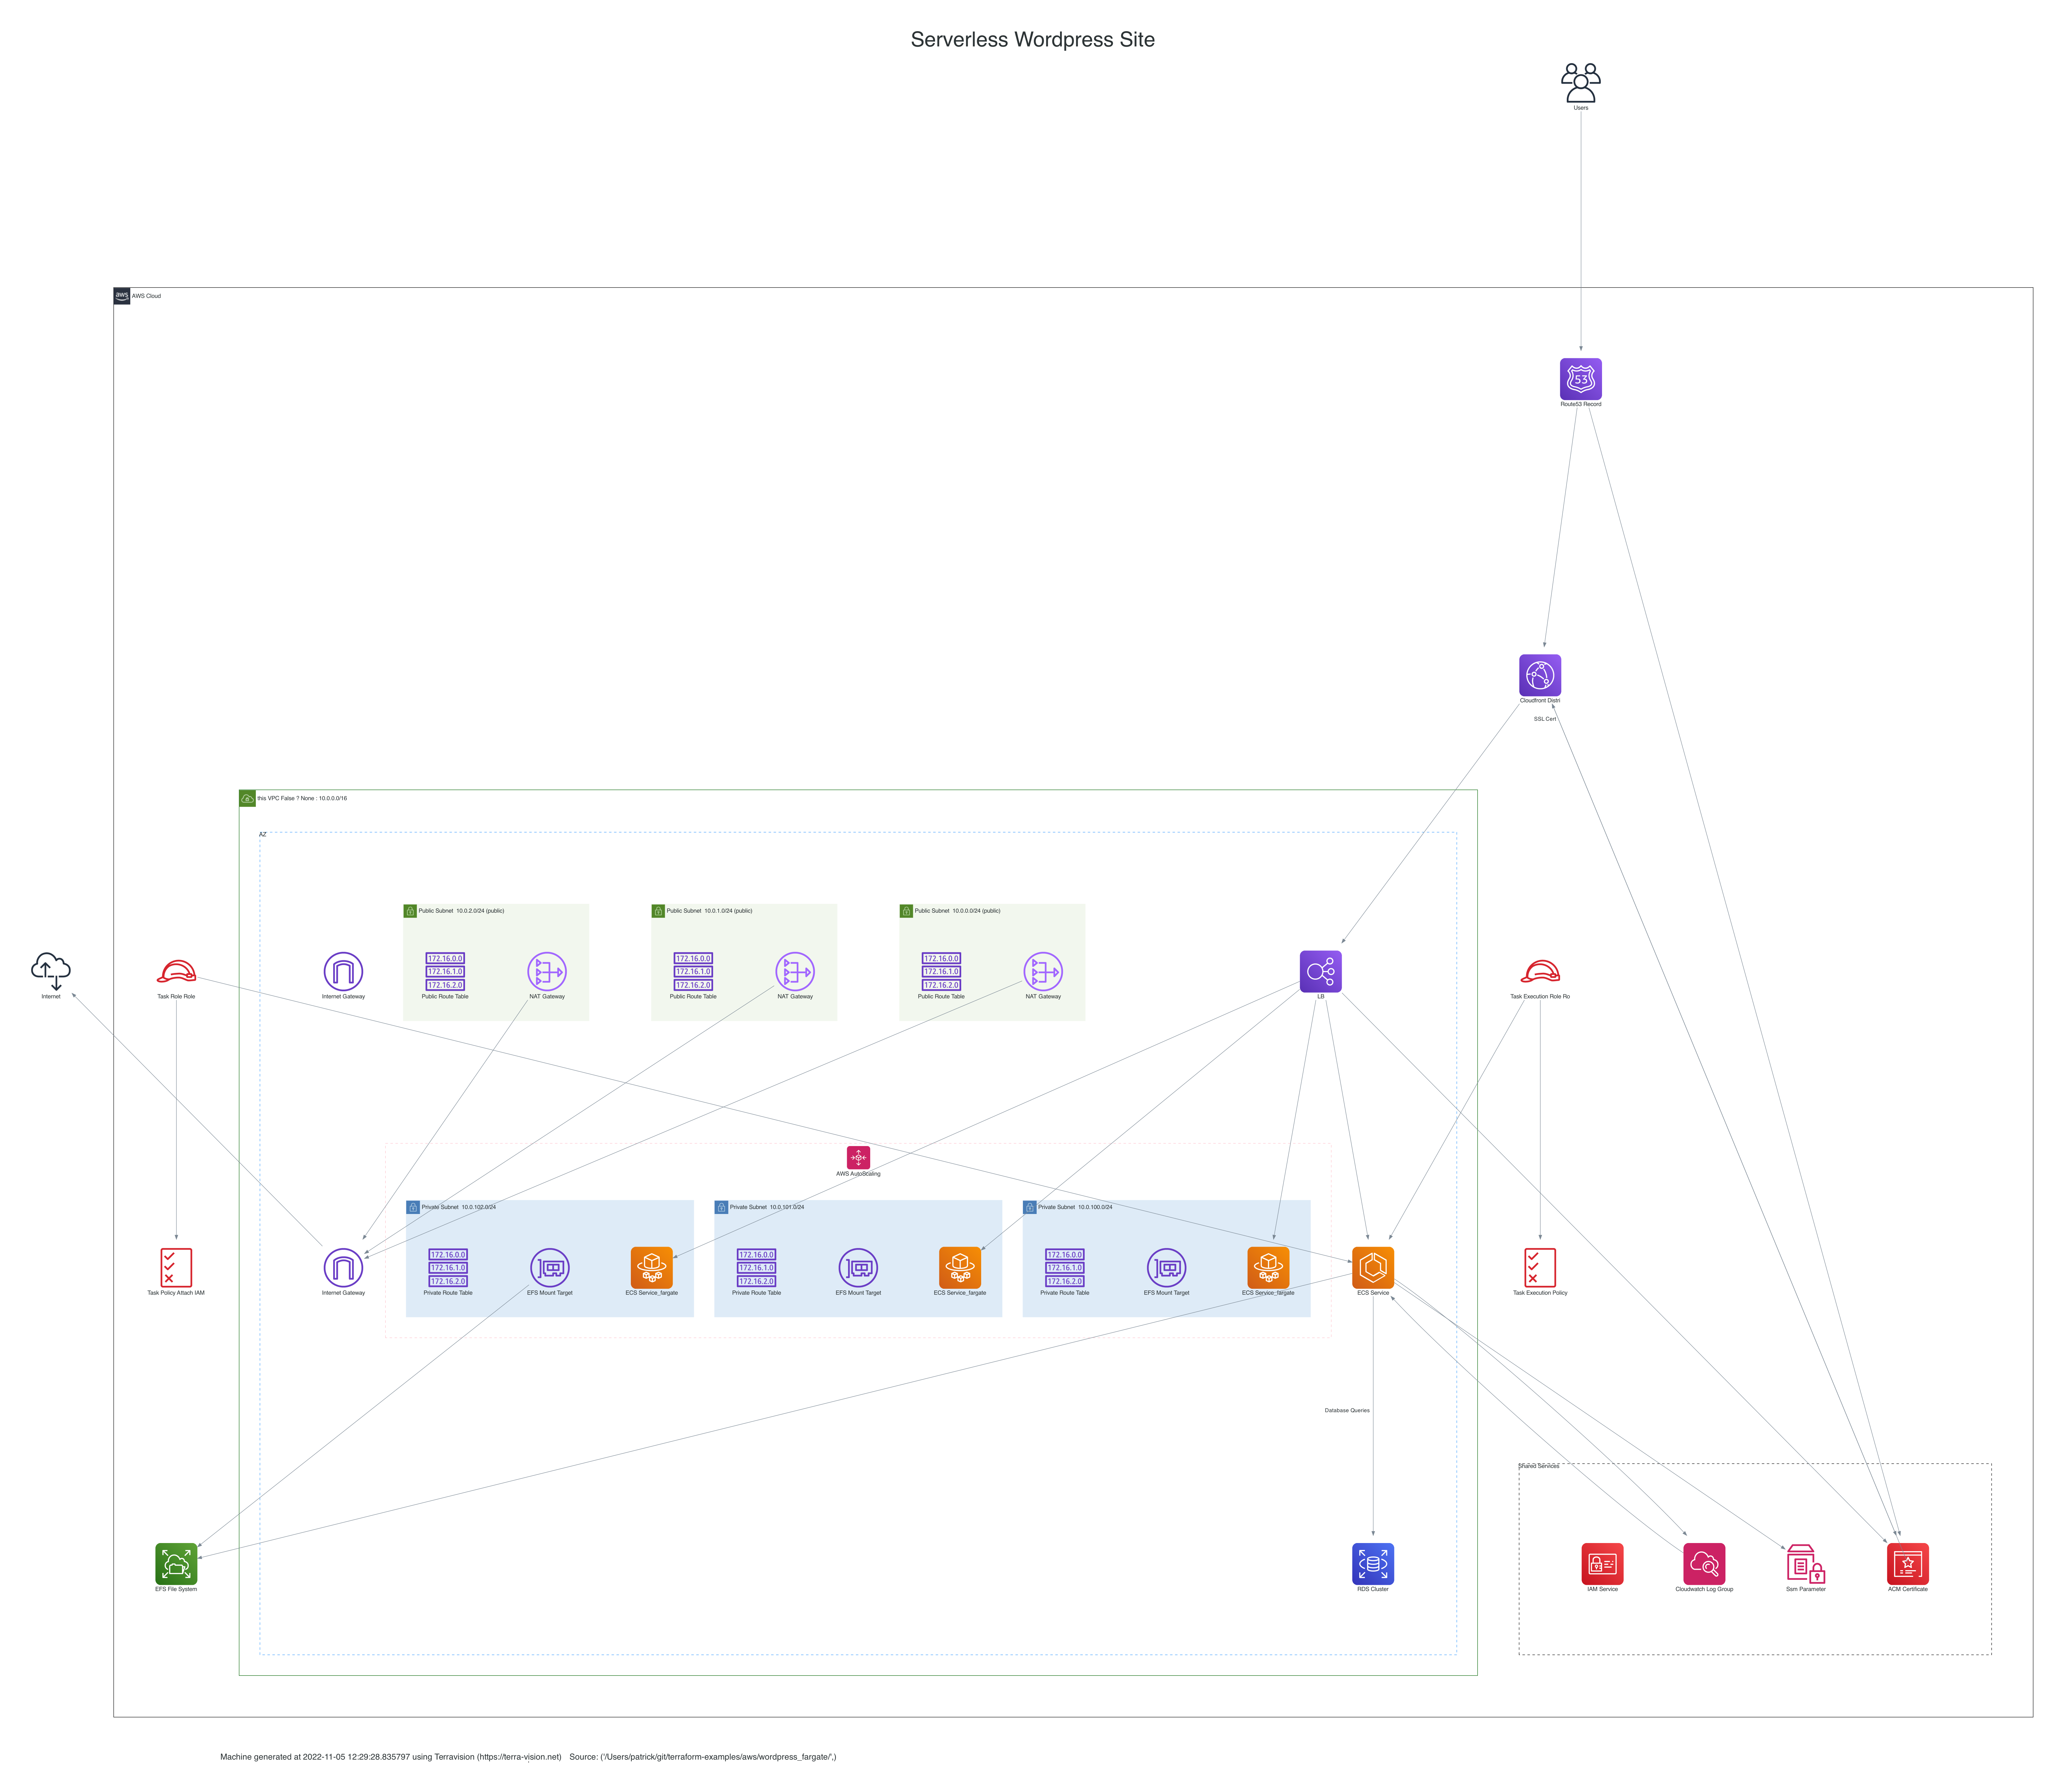 Serverless Wordpress Site
Users
aws
AWS Cloud
53
Route53 Record
Cloudfront Distri
SSL Cert
this VPC False ? None : 10.0.0.0/16
AZ
Public Subnet 10.0.2.0/24 (public)
Public Subnet 10.0.1.0/24 (public)
Public Subnet 10.0.0.0/24 (public)
Internet
Task Role Role
Internet Gateway
172.16.0.0
172.16.1.0
172.16.2.0
Public Route Table
NAT Gateway
172.16.0.0
172.16.1.0
172.16.2.0
Public Route Table
NAT Gateway
172.16.0.0
172.16.1.0
172.16.2.0
Public Route Table
NAT Gateway
LB
Task Execution Role Ro
AWS AutoScaling
Private Subnet 10.0.102.0/24
Private Subnet 10.0.101.0/24
Private Subnet 10.0.100.0/24
Task Policy Attach IAM
Internet Gateway
172.16.0.0
172.16.1.0
172.16.2.0
Private Route Table
EFS Mount Target
ECS Service_fargate
172.16.0.0
172.16.1.0
172.16.2.0
Private Route Table
EFS Mount Target
ECS Service_fargate
172.16.0.0
172.16.1.0
172.16.2.0
Private Route Table
EFS Mount Target
ECS Service_fargate
ECS Service
Task Execution Policy
Database Queries
Shared Services
EFS File System
RDS Cluster
IAM Service
Cloudwatch Log Group
Ssm Parameter
ACM Certificate
Machine generated at 2022-11-05 12:29:28.835797 using Terravision (https://terra-vision.net) Source: ('/Users/patrick/git/terraform-examples/aws/wordpress_fargate/',)